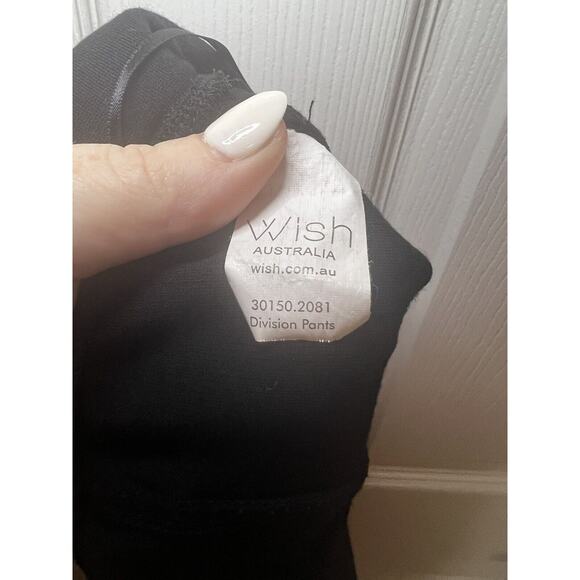 Wish
AUSTRALIA
wish.com.au
30150.2081
Division Pants